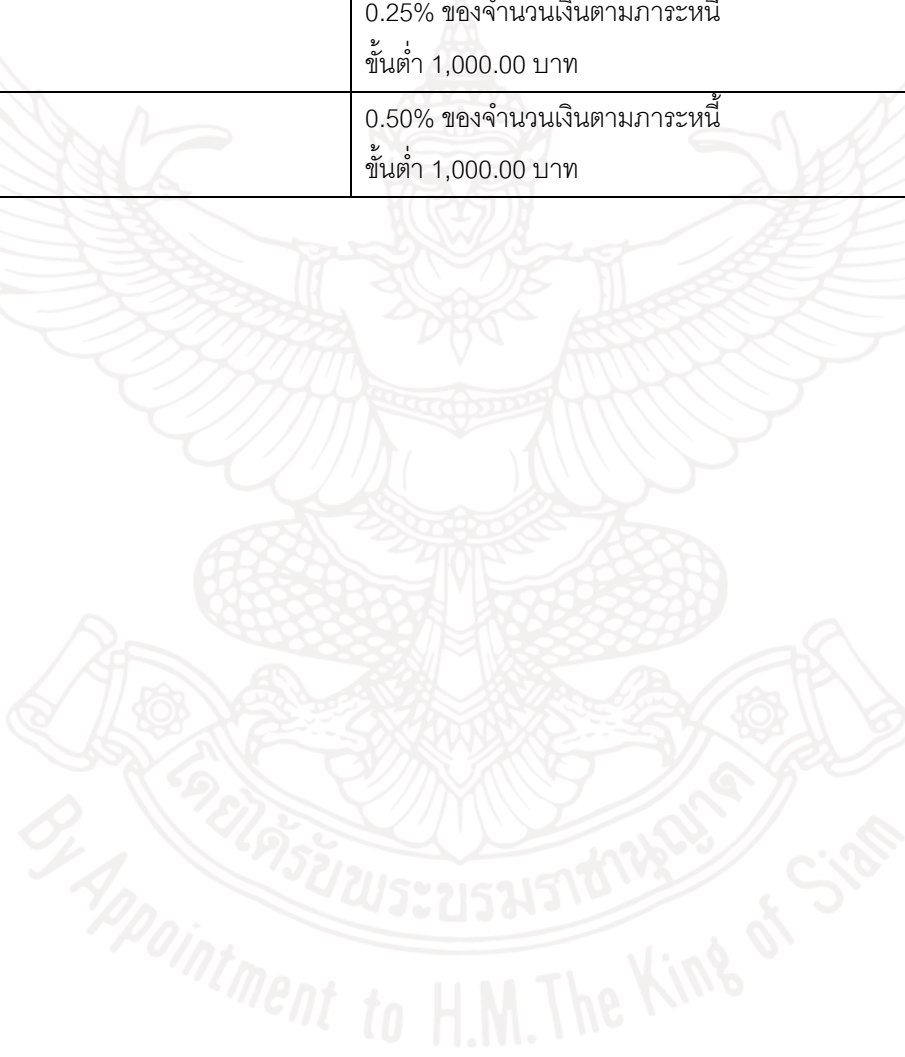 0.25% ของจำนวนเงินตามภาระหนี้
ขั้นต่ำ 1,000.00 บาท
0.50% ของจำนวนเงินตามภาระหนี้
ขั้นต่ำ 1,000.00 บาท
โดยได้รับพระบรมราชานุญาต
By Appointment to H.M. The King of Siam